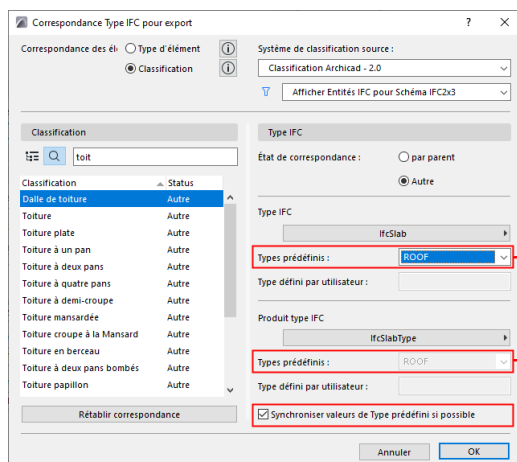 Correspondance Type IFC pour export
?
Correspondance des élé
Type d'élément
Classification
Système de classification source :
Classification Archicad - 2.0
Afficher Entités IFC pour Schéma IFC2x3
Classification
toit
Classification Status
Dalle de toiture Autre
Toiture Autre
Toiture plate Autre
Toiture à un pan Autre
Toiture à deux pans Autre
Toiture à quatre pans Autre
Toiture à demi-croupe Autre
Toiture mansardée Autre
Toiture croupe à la Mansard Autre
Toiture en berceau Autre
Toiture à deux pans bombés Autre
Toiture papillon Autre
Rétablir correspondance
Type IFC
État de correspondance :
par parent
Autre
Type IFC
IfcSlab
Types prédéfinis : ROOF
Type défini par utilisateur :
Produit type IFC
IfcSlabType
Types prédéfinis : ROOF
Type défini par utilisateur :
Synchroniser valeurs de Type prédéfini si possible
Annuler
OK